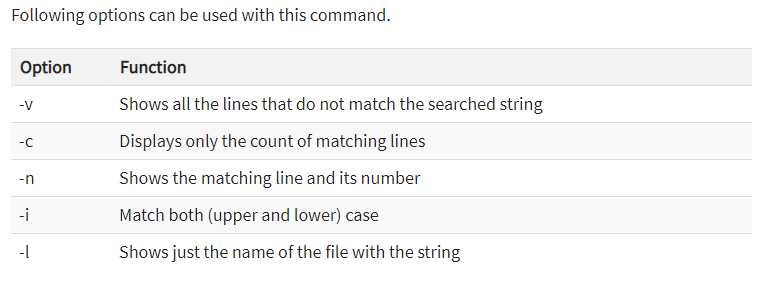 Following options can be used with this command.
Option Function
-v Shows all the lines that do not match the searched string
-c Displays only the count of matching lines
-n Shows the matching line and its number
-i Match both (upper and lower) case
-l Shows just the name of the file with the string